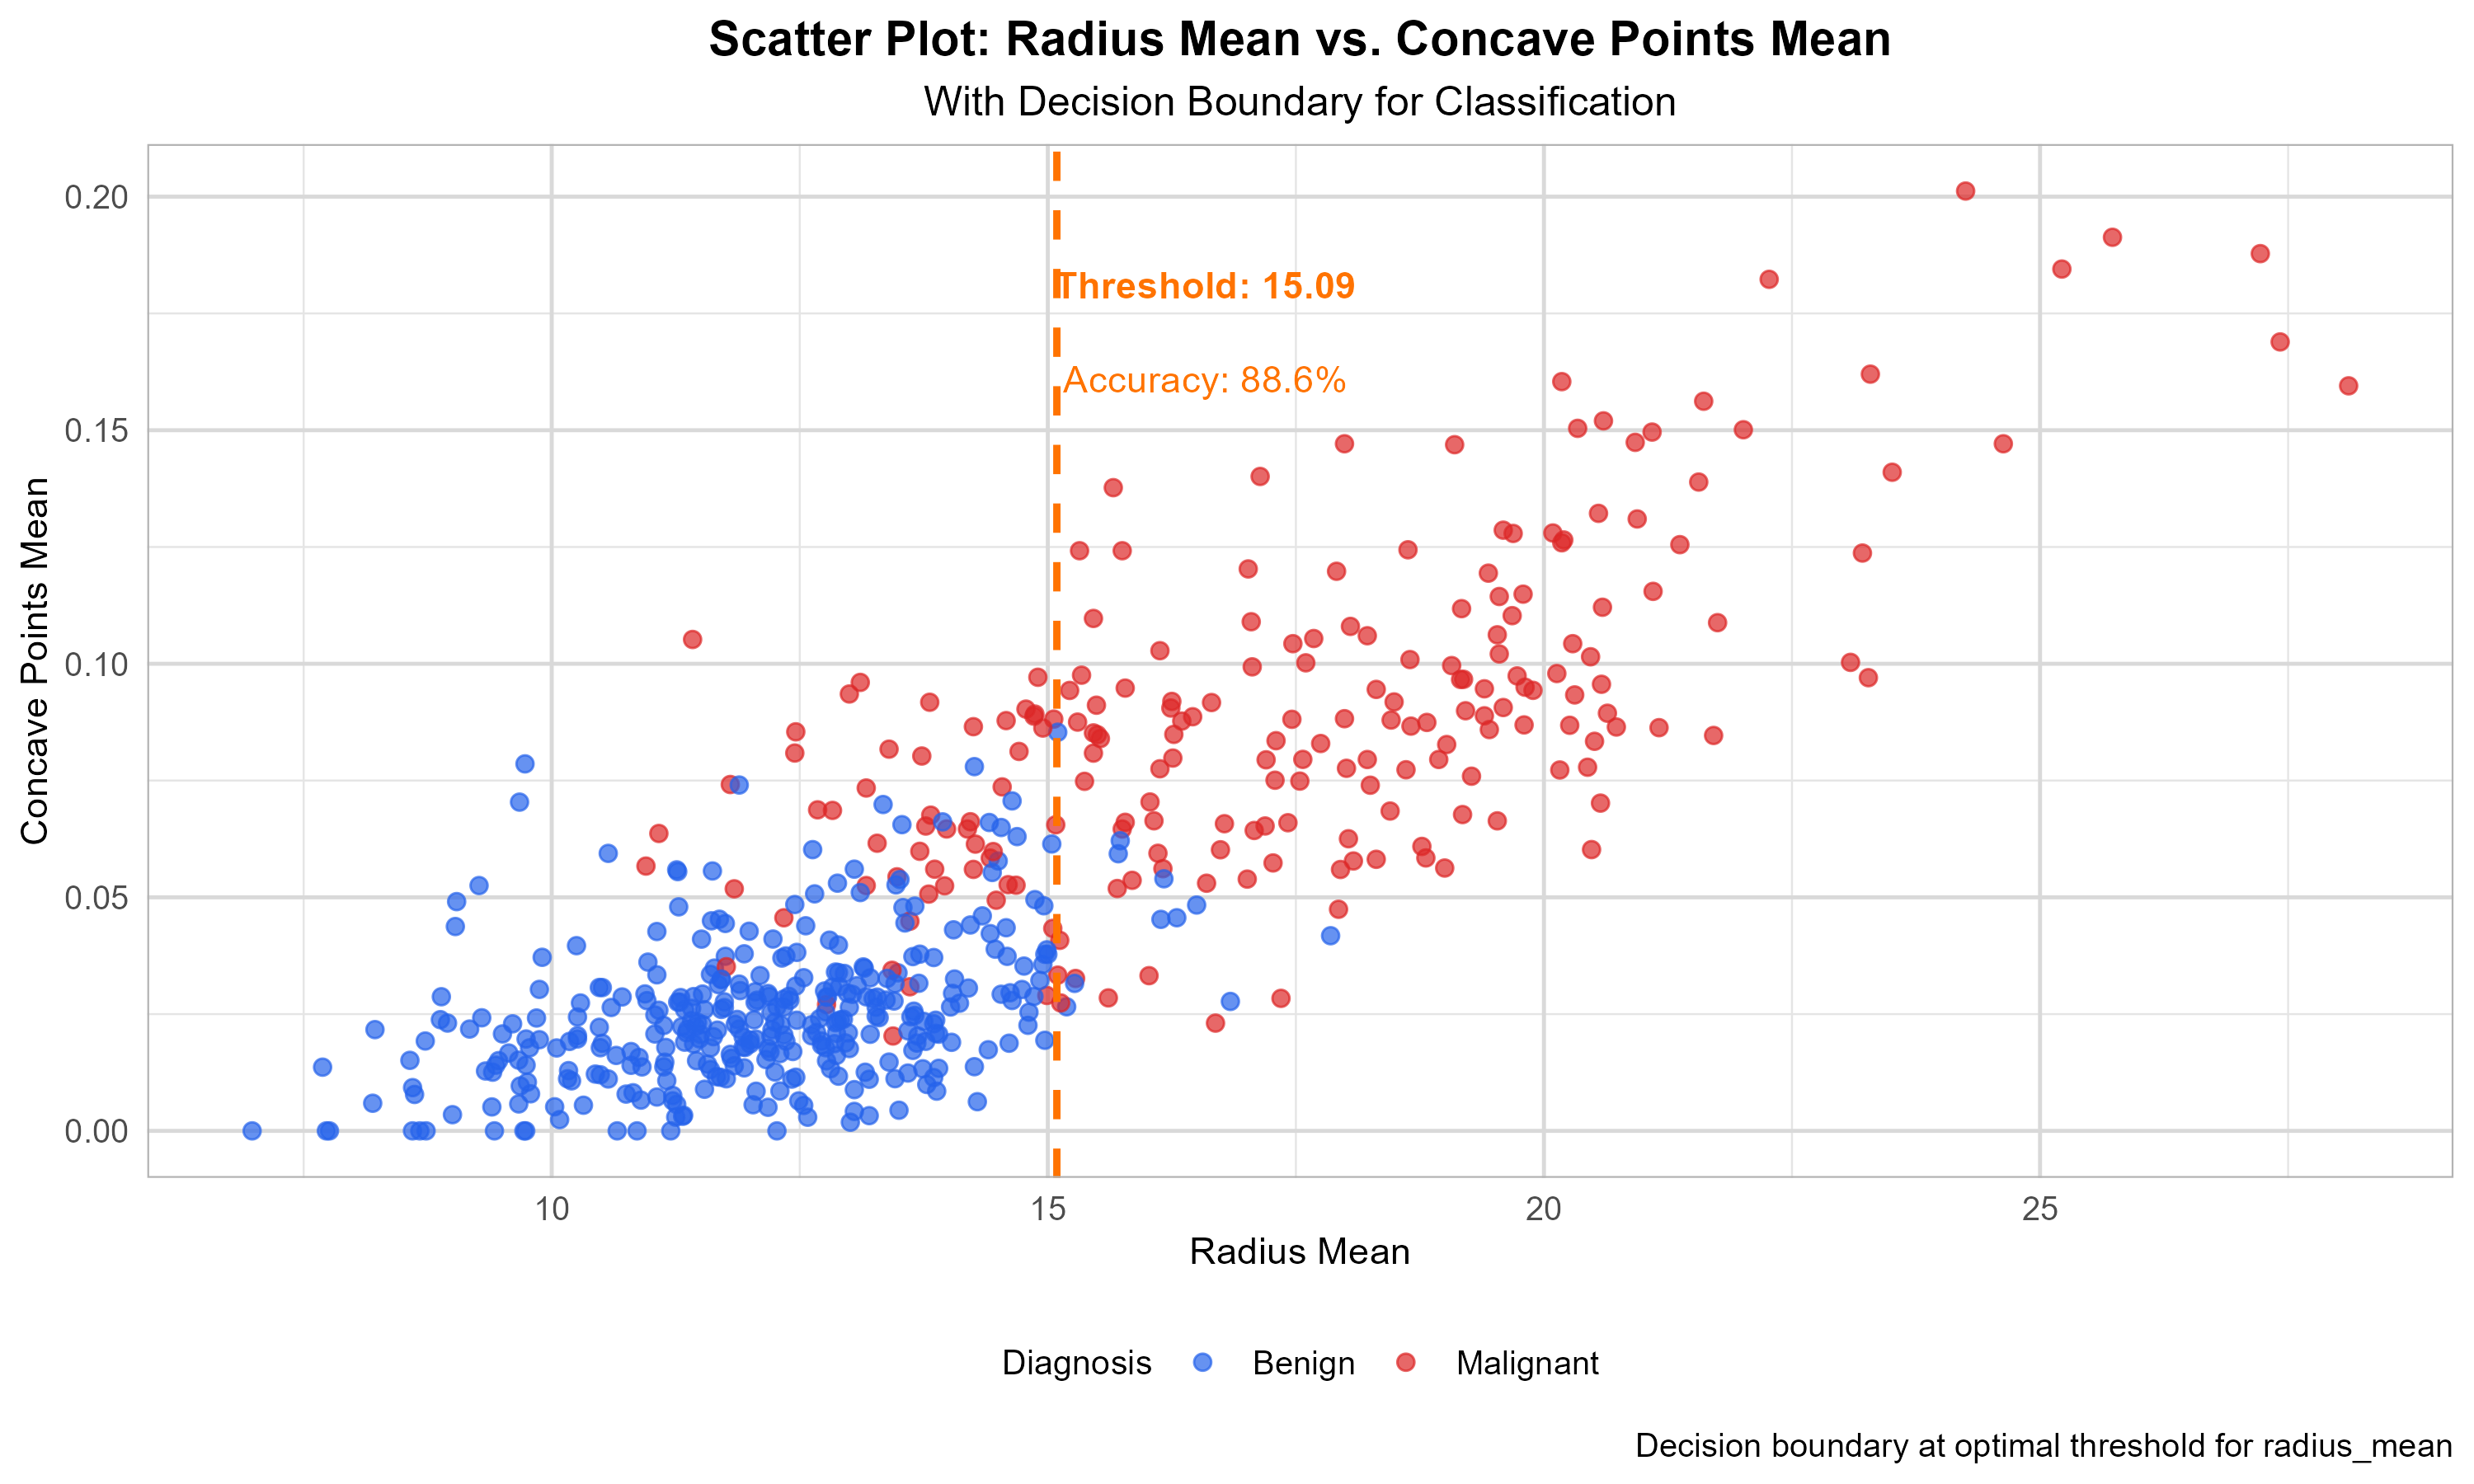 Scatter Plot: Radius Mean vs. Concave Points Mean
With Decision Boundary for Classification
Concave Points Mean
0.20
0.15
0.10
0.05
0.00
Threshold: 15.09
Accuracy: 88.6%
10 15 20 25
Radius Mean
Diagnosis Benign Malignant
Decision boundary at optimal threshold for radius_mean